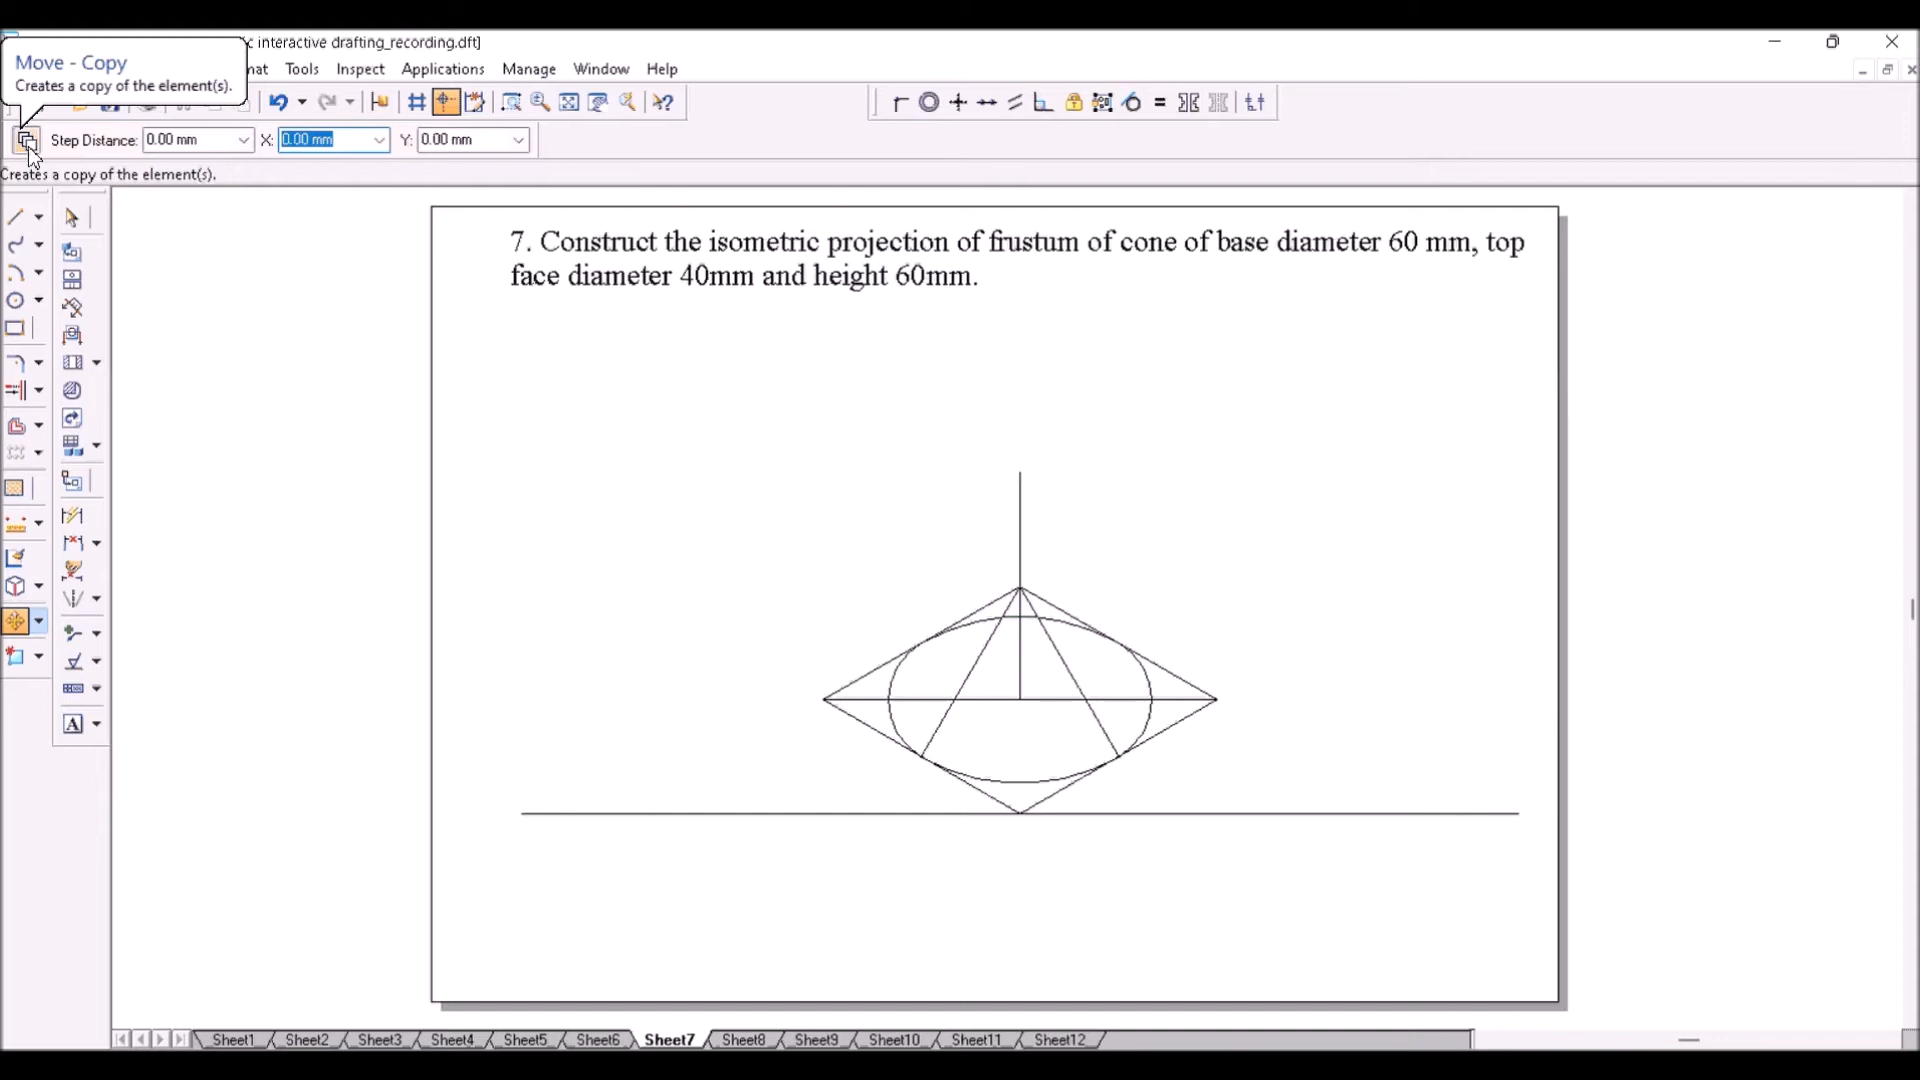 Move - Copy
Creates a copy of the element(s).
c interactive drafting_recording.dft]
nat Tools Inspect Applications Manage Window Help
Step Distance: 0.00 mm X: 0.00 mm Y: 0.00 mm
Creates a copy of the element(s).
7. Construct the isometric projection of frustum of cone of base diameter 60 mm, top
face diameter 40mm and height 60mm.
A
Sheet1 Sheet2 Sheet3 Sheet4 Sheet5 Sheet6 Sheet7 Sheet8 Sheet9 Sheet10 Sheet11 Sheet12